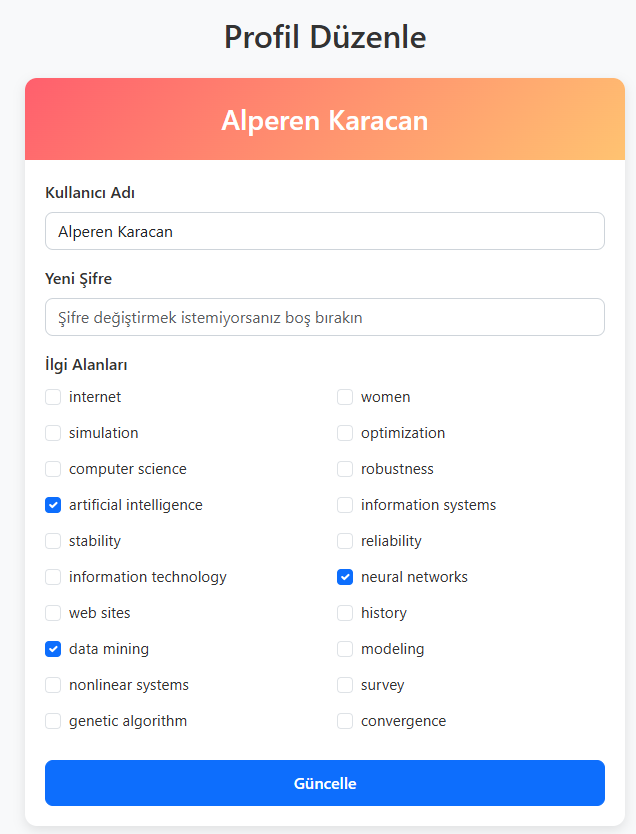 Profil Düzenle
Alperen Karacan
Kullanıcı Adı
Alperen Karacan
Yeni Şifre
Şifre değiştirmek istemiyorsanız boş bırakın
İlgi Alanları
internet
women
simulation
optimization
computer science
robustness
artificial intelligence
information systems
stability
reliability
information technology
neural networks
web sites
history
data mining
modeling
nonlinear systems
survey
genetic algorithm
convergence
Güncelle